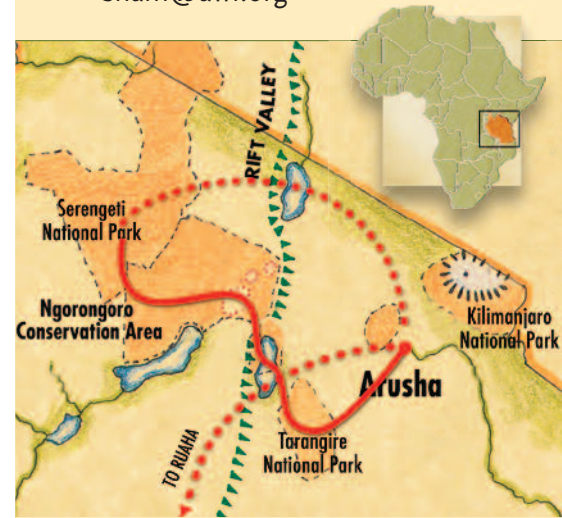 RIFT VALLEY
Serengeti
National Park
Ngorongoro
Conservation Area
Kilimanjaro
National Park
Arusha
Tarangire
National Park
TO RUAHA